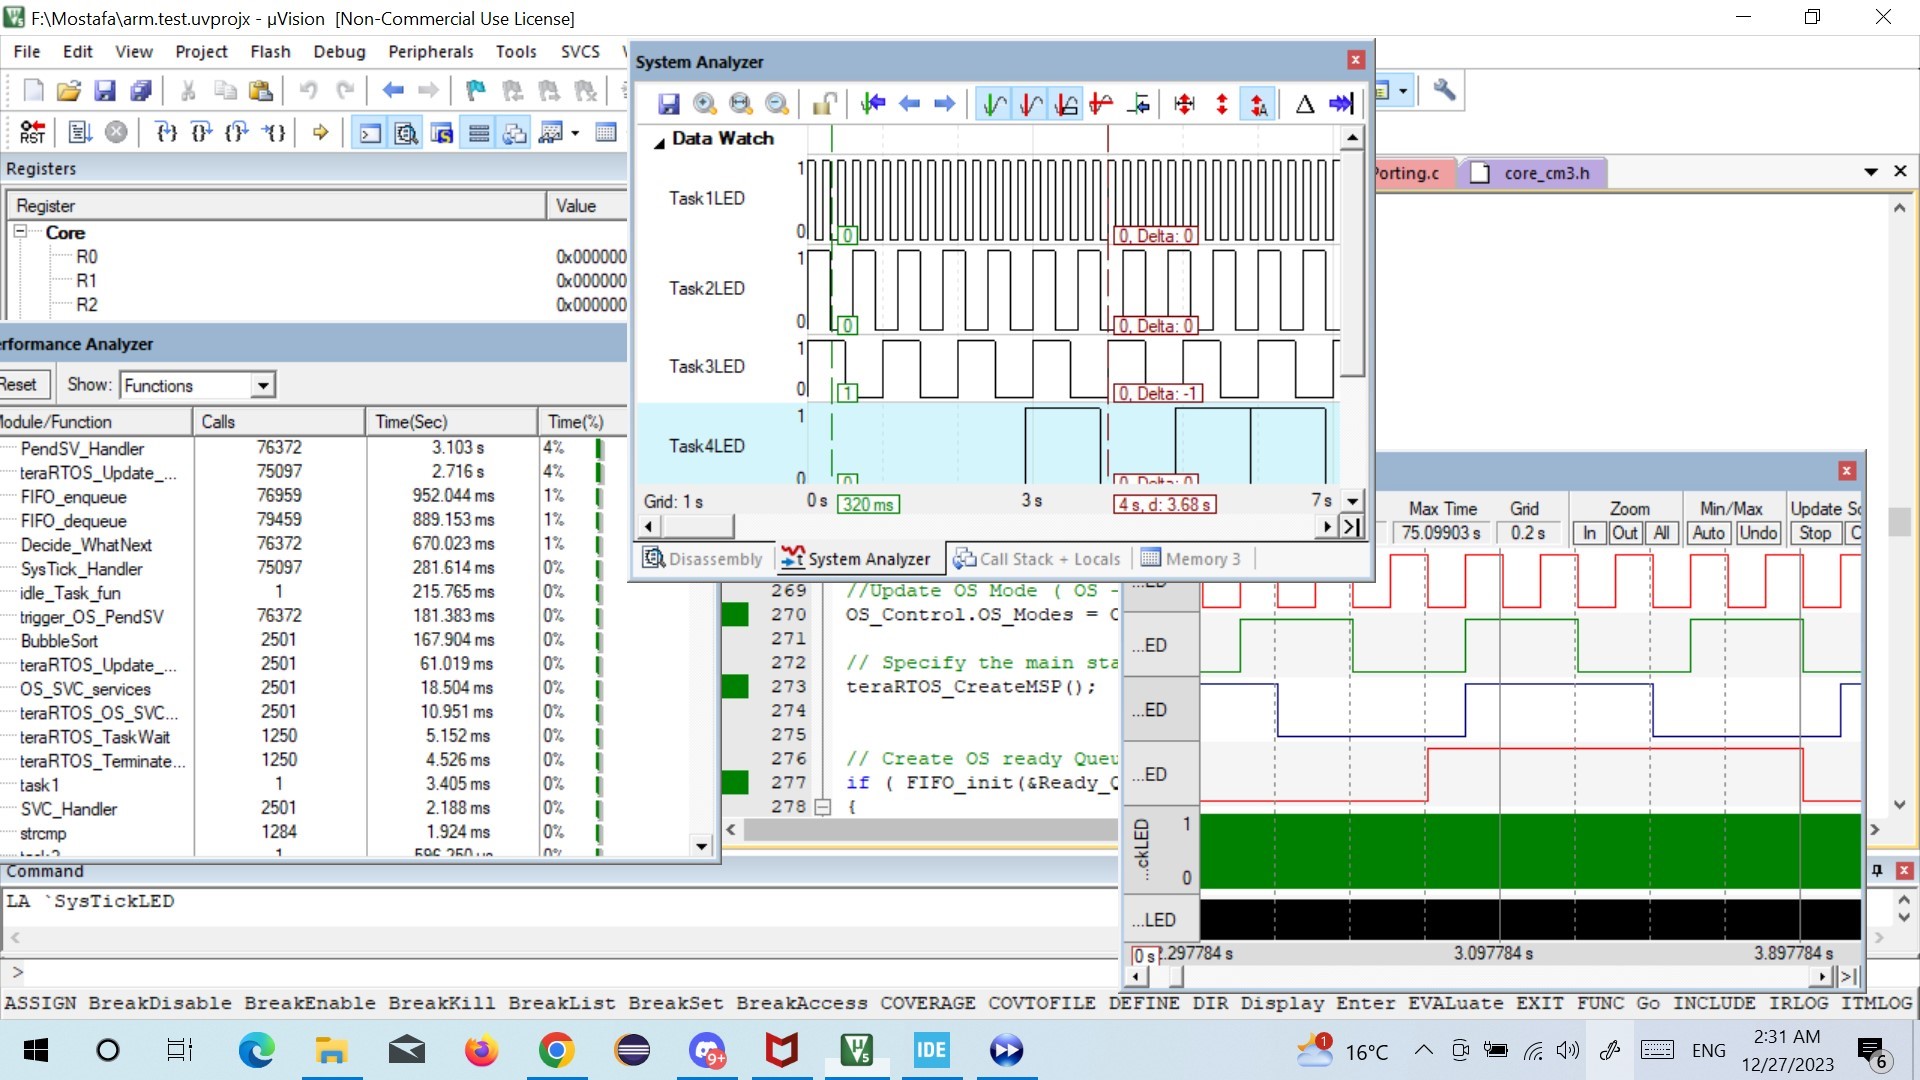 F:\Mostafa\arm.test.uvprojx - µVision [Non-Commercial Use License]
File Edit View Project Flash Debug Peripherals Tools SVCS
Registers
Register Value
Core
R0 0x000000
R1 0x000000
R2 0x000000
erformance Analyzer
Reset Show: Functions
Module/Function Calls Time(Sec) Time(%)
PendSV_Handler 76372 3.103 s 4%
teraRTOS_Update_... 75097 2.716 s 4%
FIFO_enqueue 76959 952.044 ms 1%
FIFO_dequeue 79459 889.153 ms 1%
Decide_WhatNext 76372 670.023 ms 1%
SysTick_Handler 75097 281.614 ms 0%
idle_Task_fun 1 215.765 ms 0%
trigger_OS_PendSV 76372 181.383 ms 0%
BubbleSort 2501 167.904 ms 0%
teraRTOS_Update_... 2501 61.019 ms 0%
OS_SVC_services 2501 18.504 ms 0%
teraRTOS_OS_SVC... 2501 10.951 ms 0%
teraRTOS_TaskWait 1250 5.152 ms 0%
teraRTOS_Terminate... 1250 4.526 ms 0%
task1 1 3.405 ms 0%
SVC_Handler 2501 2.188 ms 0%
strcmp 1284 1.924 ms 0%
System Analyzer
Data Watch
Task1LED 1 0 0 0, Delta: 0
Task2LED 1 0 0 0, Delta: 0
Task3LED 1 0 1 0, Delta: -1
Task4LED 1 0 0 0, Delta: 0
Grid: 1 s 0 s 320 ms 3 s 4 s, d: 3.68 s 7 s
Disassembly System Analyzer Call Stack + Locals Memory 3
Porting.c core_cm3.h
269 //Update OS Mode ( OS -
270 OS_Control.OS_Modes =
271
272 // Specify the main sta
273 teraRTOS_CreateMSP();
274
275
276 // Create OS ready Queu
277 if ( FIFO_init(&Ready_Q
278 {
Max Time Grid Zoom Min/Max Update Sc
75.09903 s 0.2 s In Out All Auto Undo Stop C
...ED
...ED
...ED
...ED
...ckLED 1 0
...LED
0 s 2.297784 s 3.097784 s 3.897784 s
Command
LA `SysTickLED
>
ASSIGN BreakDisable BreakEnable BreakKill BreakList BreakSet BreakAccess COVERAGE COVTOFILE DEFINE DIR Display Enter EVALuate EXIT FUNC Go INCLUDE IRLOG ITMLOG
9+ IDE 1 16°C ENG 2:31 AM
12/27/2023 6